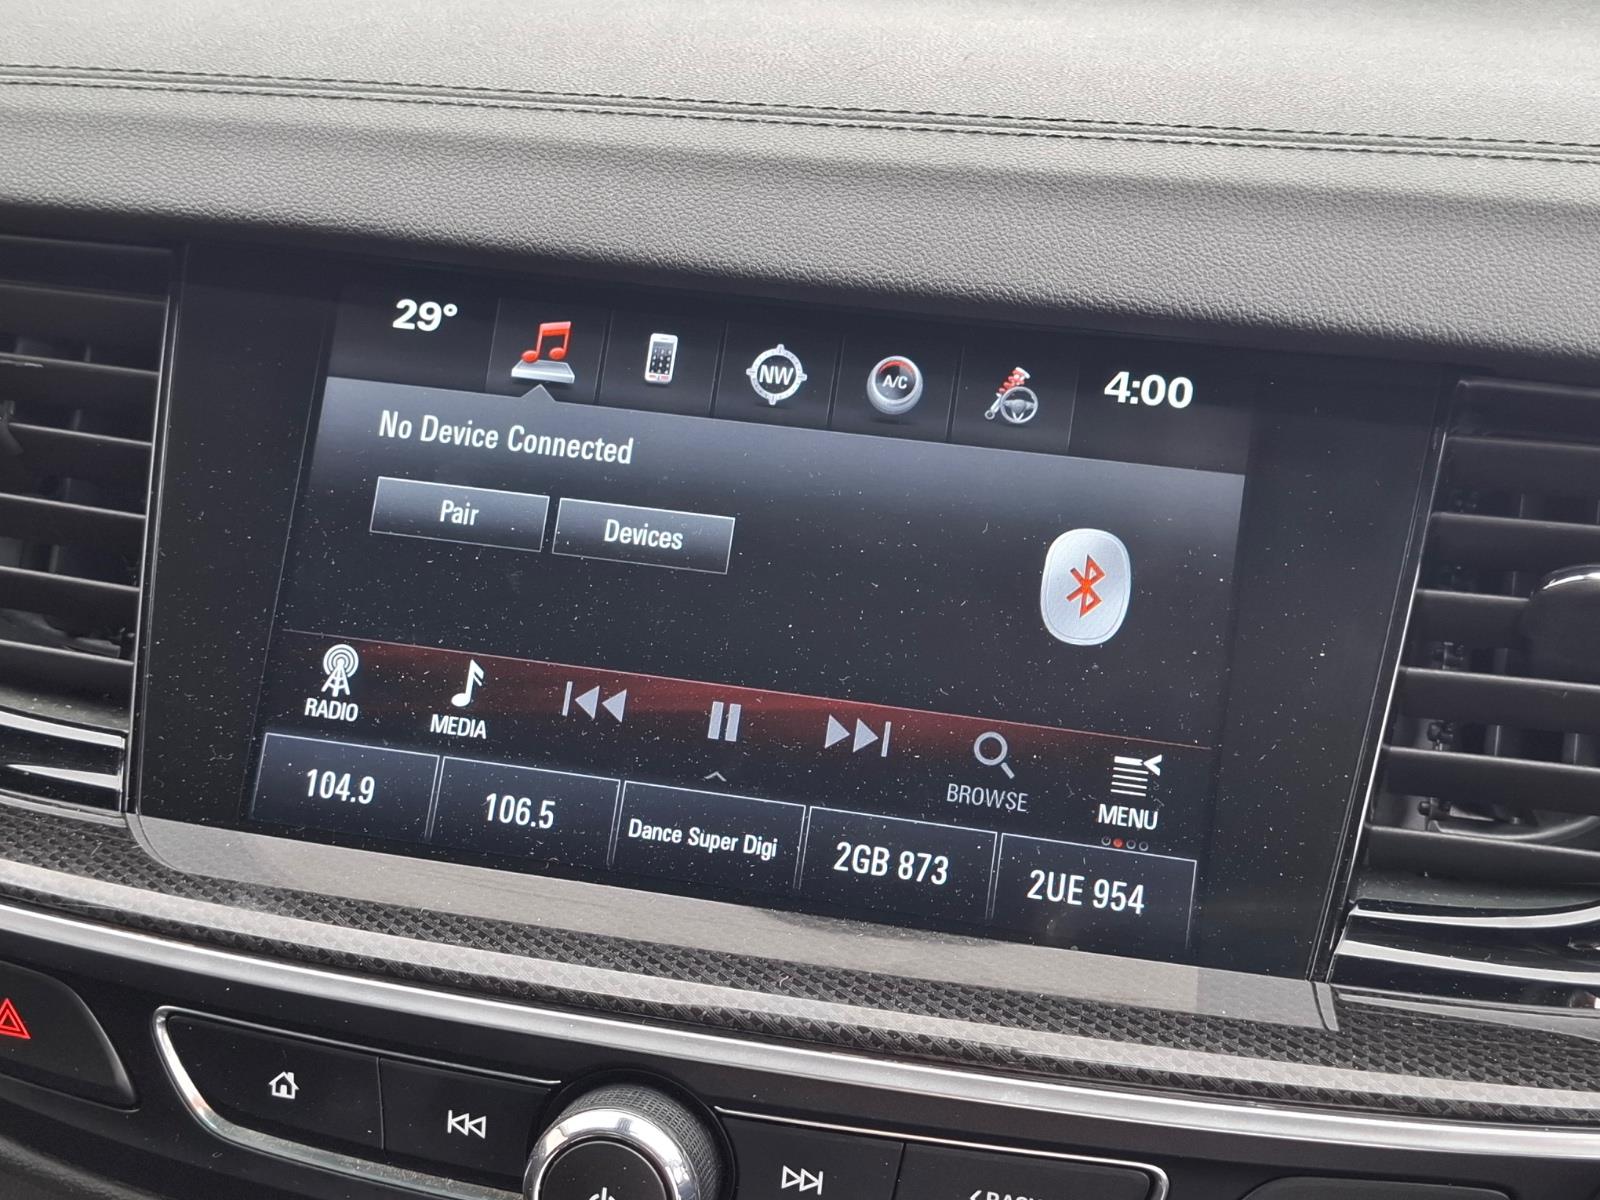 29°
NW
A/C
4:00
No Device Connected
Pair
Devices
RADIO
MEDIA
BROWSE
MENU
104.9
106.5
Dance Super Digi
2GB 873
2UE 954
BACK